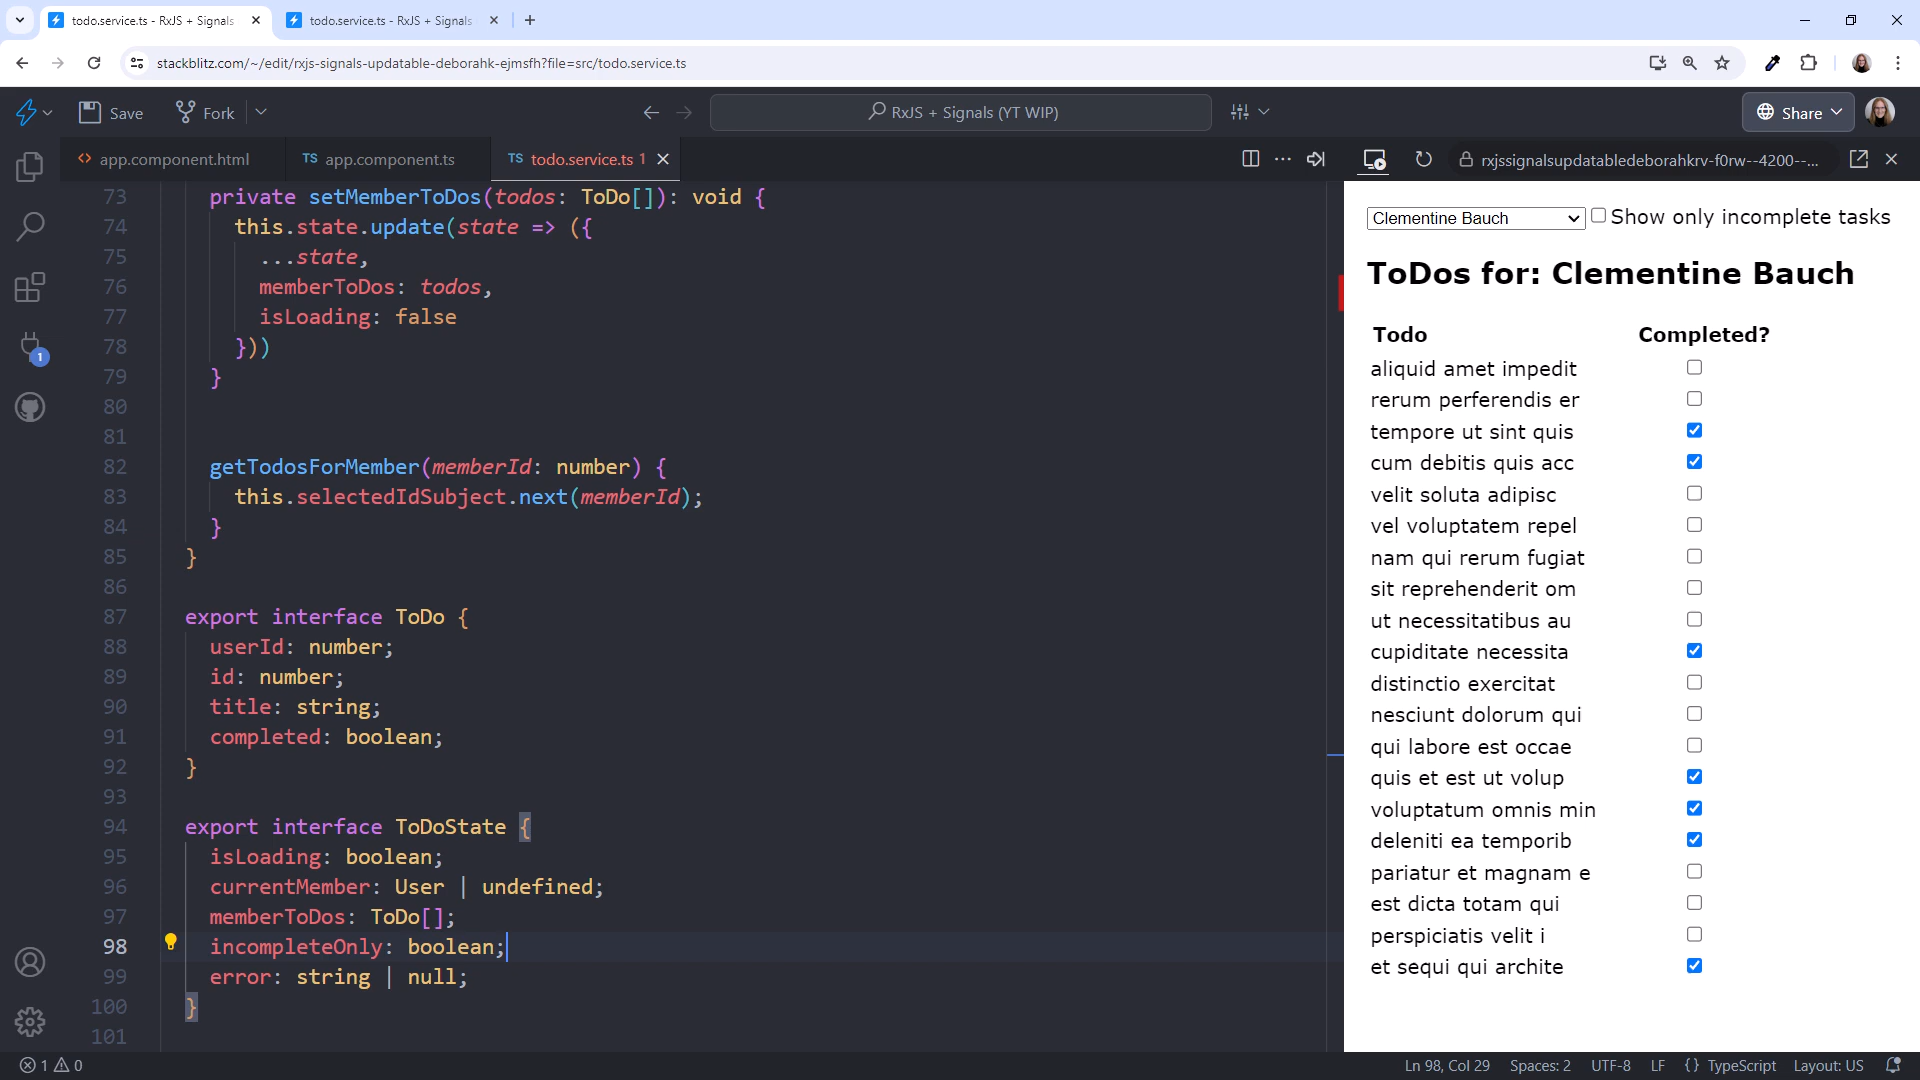 todo.service.ts - RxJS + Signals
todo.service.ts - RxJS + Signals
stackblitz.com/~/edit/rxjs-signals-updatable-deborahk-ejmsfh?file=src/todo.service.ts
Save
Fork
RxJS + Signals (YT WIP)
Share
app.component.html
TS app.component.ts
TS todo.service.ts 1
rxjssignalsupdatabledeborahkrv-f0rw--4200--...
73 private setMemberToDos(todos: ToDo[]): void {
74 this.state.update(state => ({
75 ...state,
76 memberToDos: todos,
77 isLoading: false
78 }))
79 }
80
81
82 getTodosForMember(memberId: number) {
83 this.selectedIdSubject.next(memberId);
84 }
85 }
86
87 export interface ToDo {
88 userId: number;
89 id: number;
90 title: string;
91 completed: boolean;
92 }
93
94 export interface ToDoState {
95 isLoading: boolean;
96 currentMember: User | undefined;
97 memberToDos: ToDo[];
98 incompleteOnly: boolean;
99 error: string | null;
100 }
101
1
Clementine Bauch
Show only incomplete tasks
ToDos for: Clementine Bauch
Todo Completed?
aliquid amet impedit
rerum perferendis er
tempore ut sint quis
cum debitis quis acc
velit soluta adipisc
vel voluptatem repel
nam qui rerum fugiat
sit reprehenderit om
ut necessitatibus au
cupiditate necessita
distinctio exercitat
nesciunt dolorum qui
qui labore est occae
quis et est ut volup
voluptatum omnis min
deleniti ea temporib
pariatur et magnam e
est dicta totam qui
perspiciatis velit i
et sequi qui archite
1 0
Ln 98, Col 29 Spaces: 2 UTF-8 LF {} TypeScript Layout: US